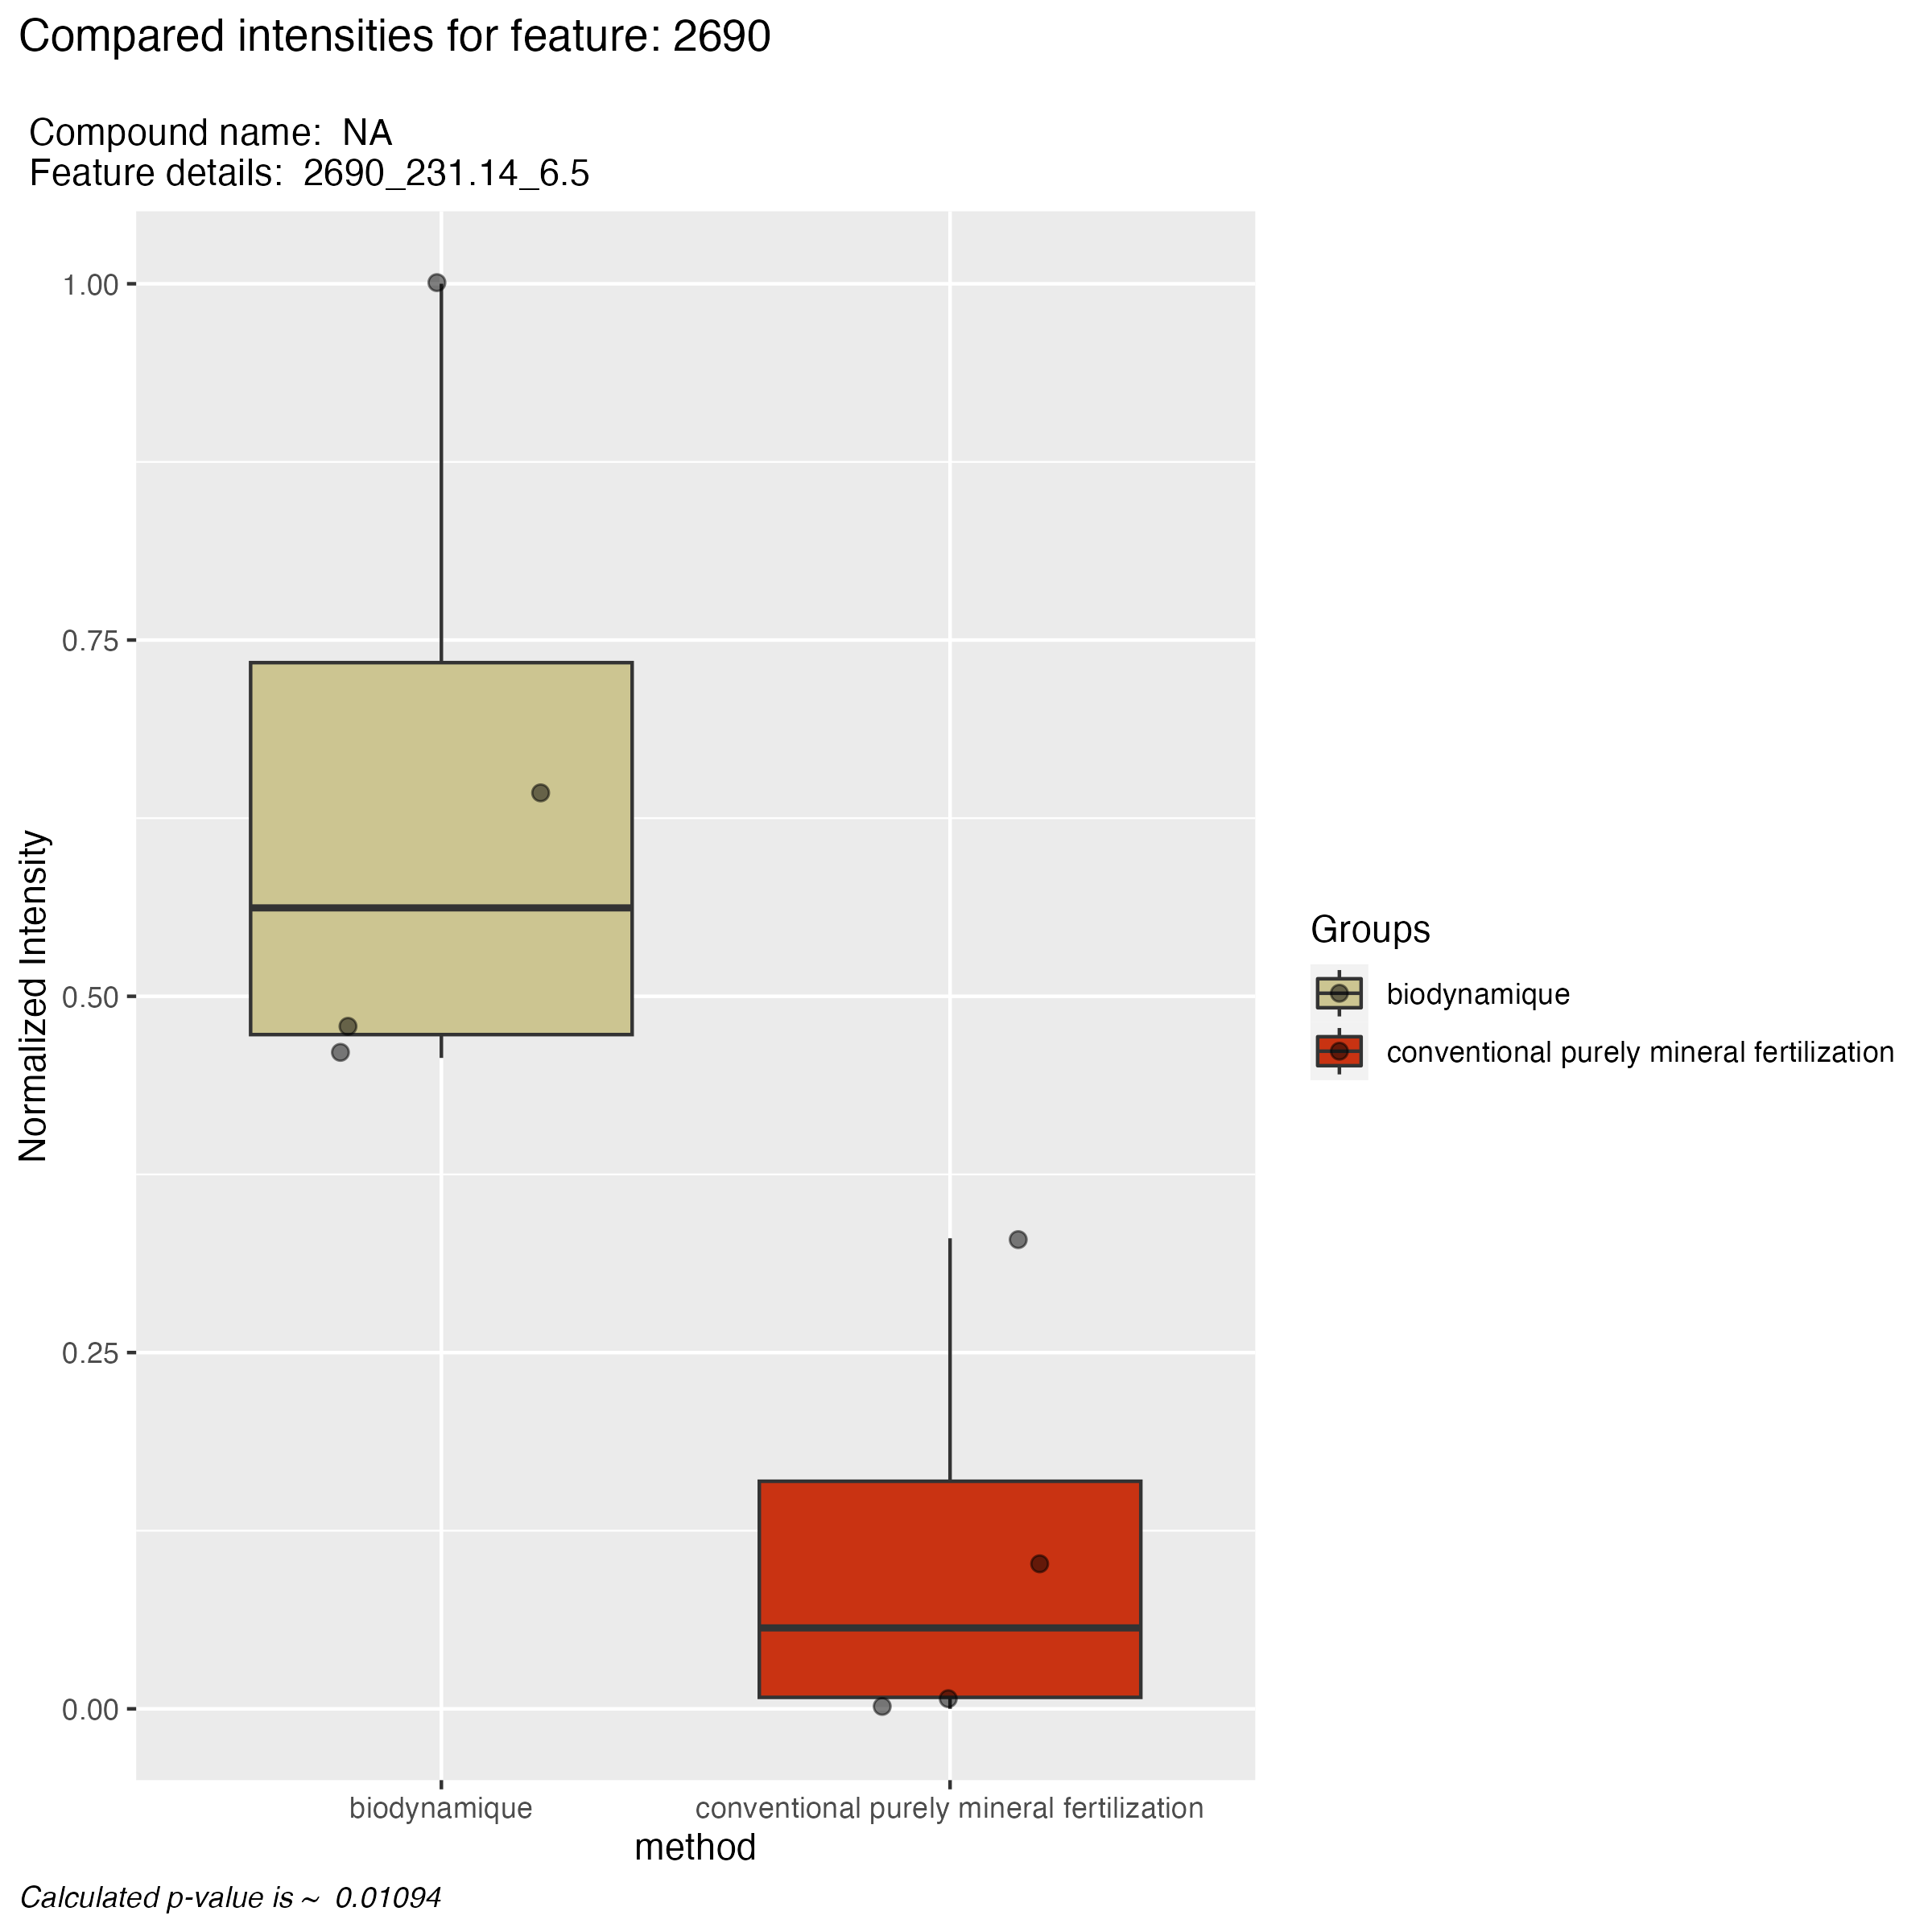 Compared intensities for feature: 2690
Compound name:  NA
Feature details:  2690_231.14_6.5
1.00
0.75
0.50
0.25
0.00
Normalized Intensity
biodynamique
conventional purely mineral fertilization
method
Groups
biodynamique
conventional purely mineral fertilization
Calculated p-value is ~  0.01094